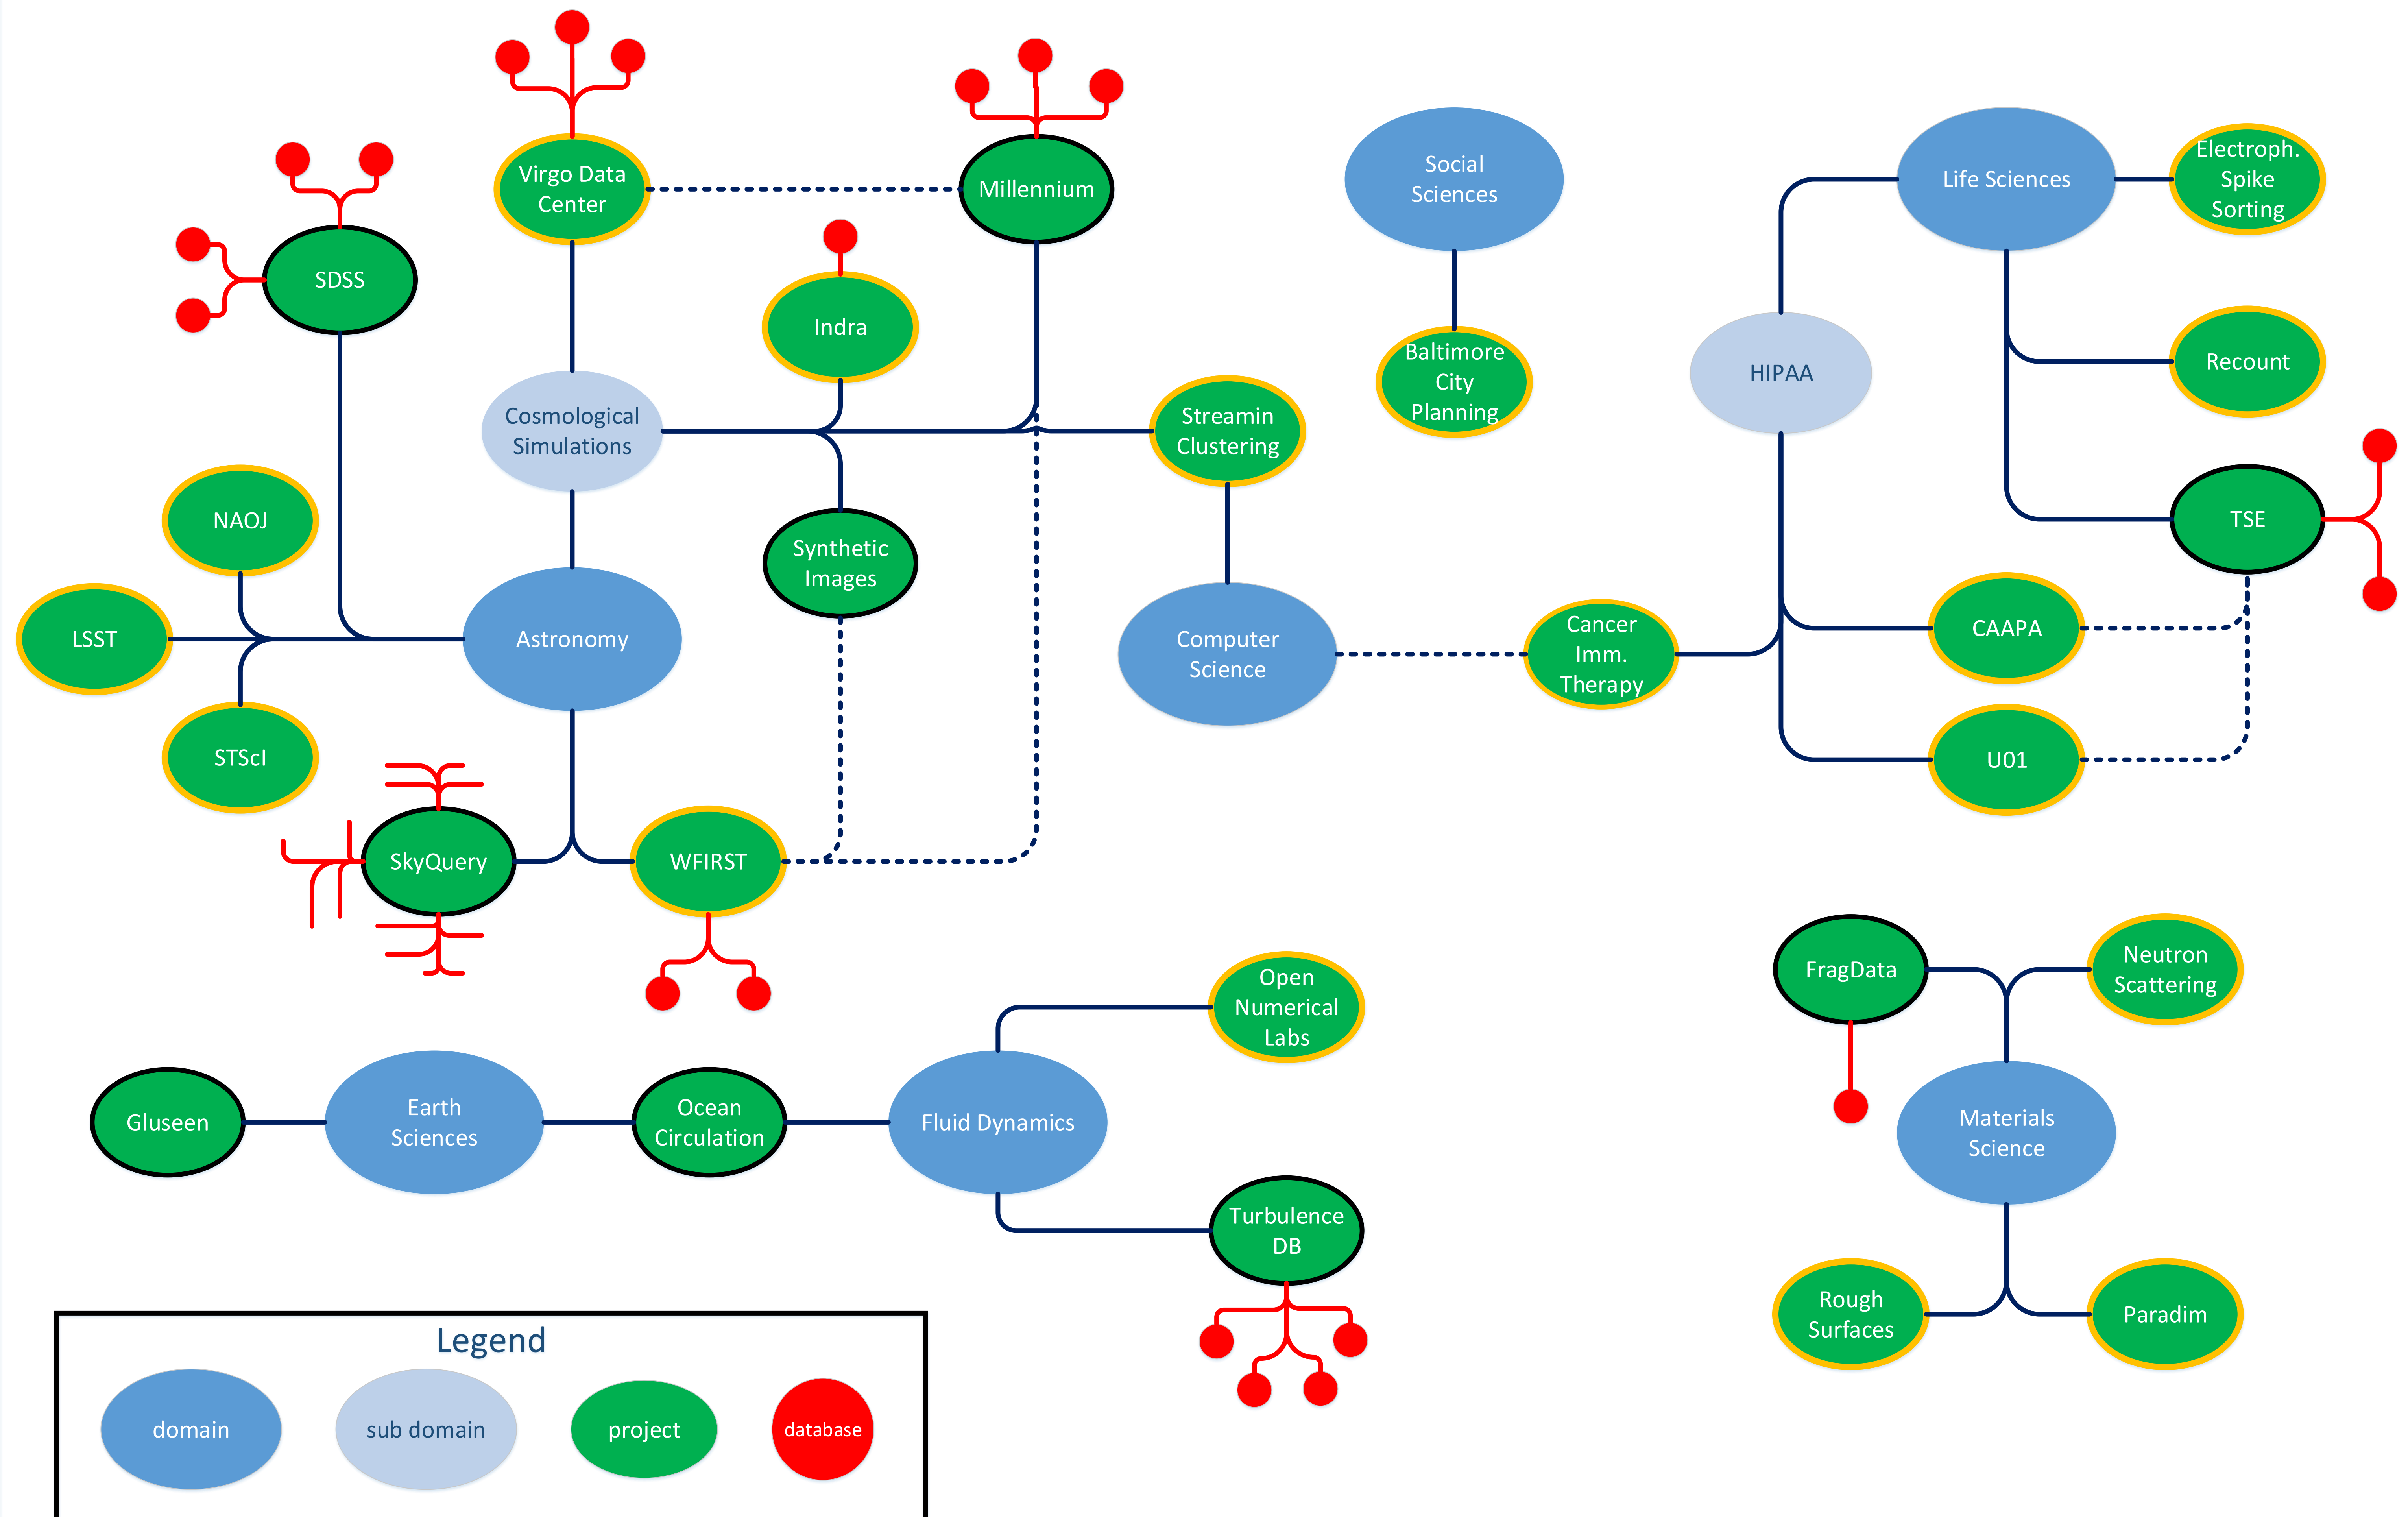 Virgo Data
Center
Millennium
Social
Sciences
Life Sciences
Electroph.
Spike
Sorting
SDSS
Indra
Baltimore
City
Planning
HIPAA
Recount
Cosmological
Simulations
Streamin
Clustering
NAOJ
Synthetic
Images
TSE
LSST
Astronomy
Computer
Science
Cancer
Imm.
Therapy
CAAPA
STScI
U01
SkyQuery
WFIRST
Open
Numerical
Labs
FragData
Neutron
Scattering
Gluseen
Earth
Sciences
Ocean
Circulation
Fluid Dynamics
Materials
Science
Turbulence
DB
Rough
Surfaces
Paradim
Legend
domain
sub domain
project
database